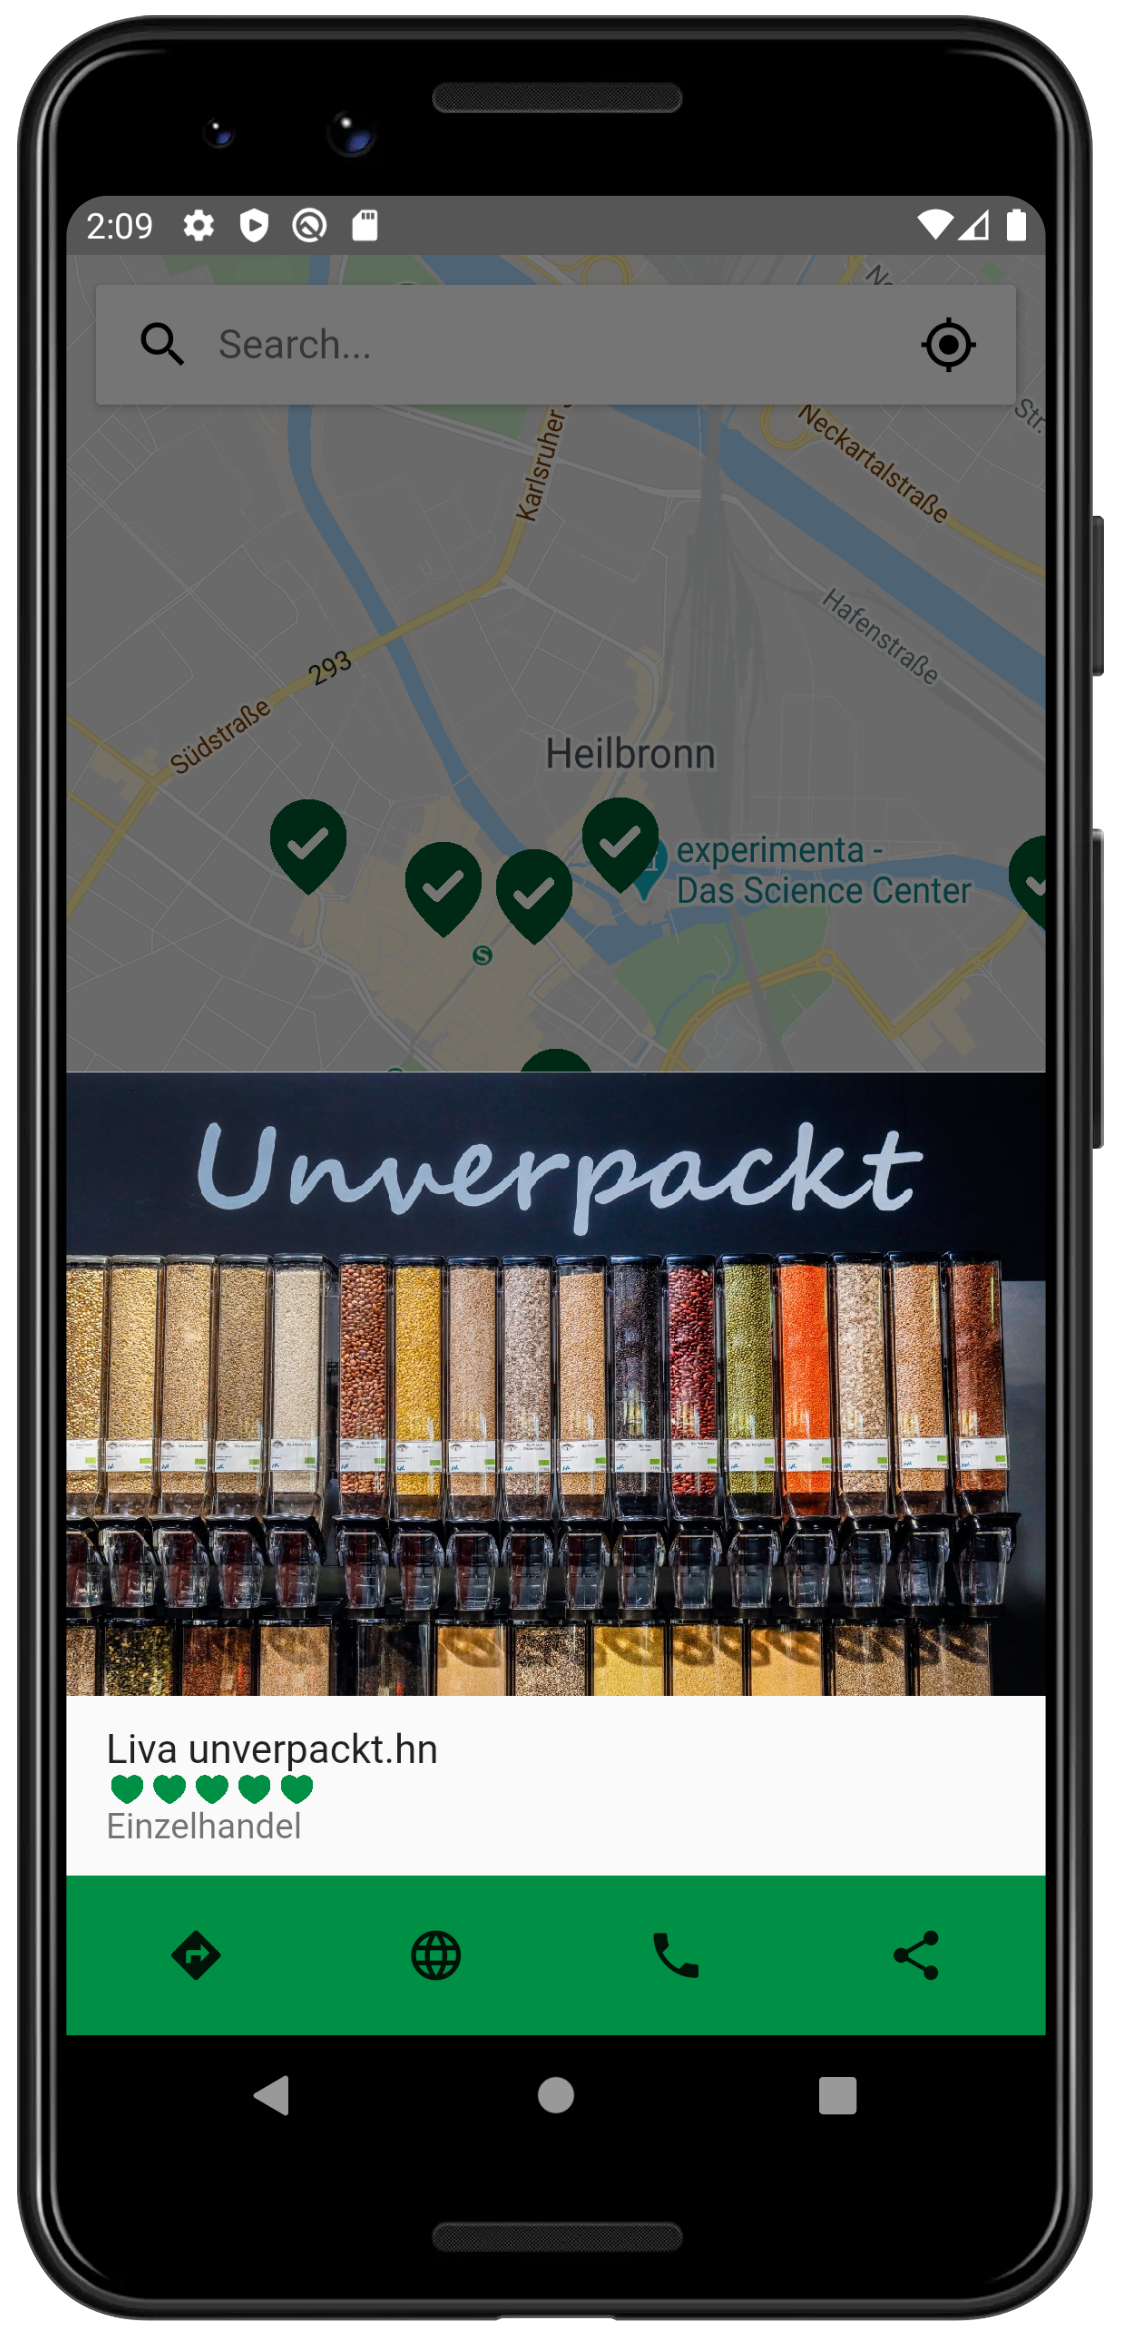 2:09
Search...
Neckartalstraße
Str.
Karlsruher
Hafenstraße
293
Südstraße
Heilbronn
experimenta -
Das Science Center
S
Unverpackt
Liva unverpackt.hn
Einzelhandel